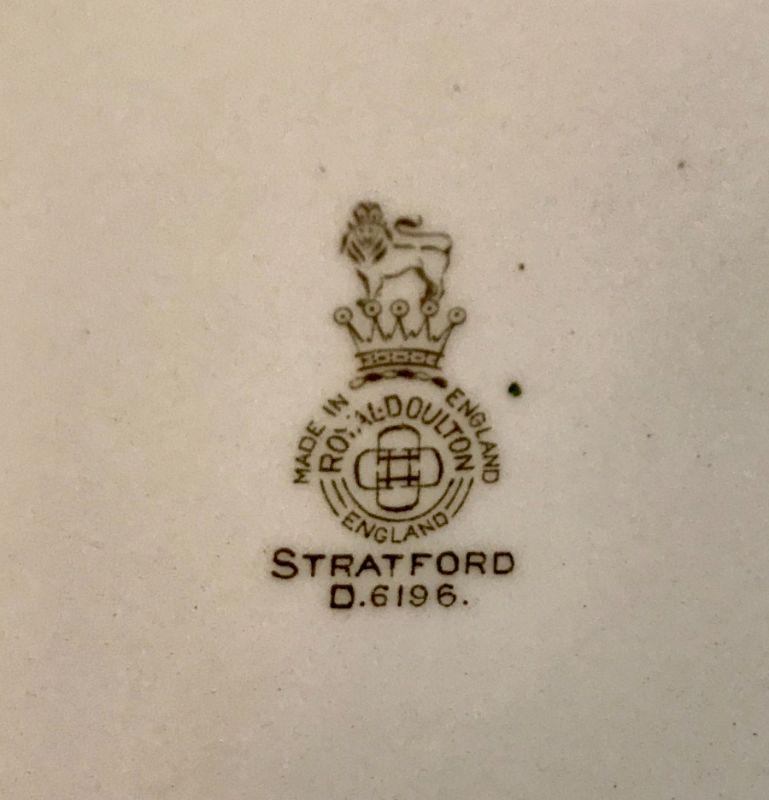 MADE IN ENGLAND
ROYAL DOULTON
ENGLAND
STRATFORD
D.6196.